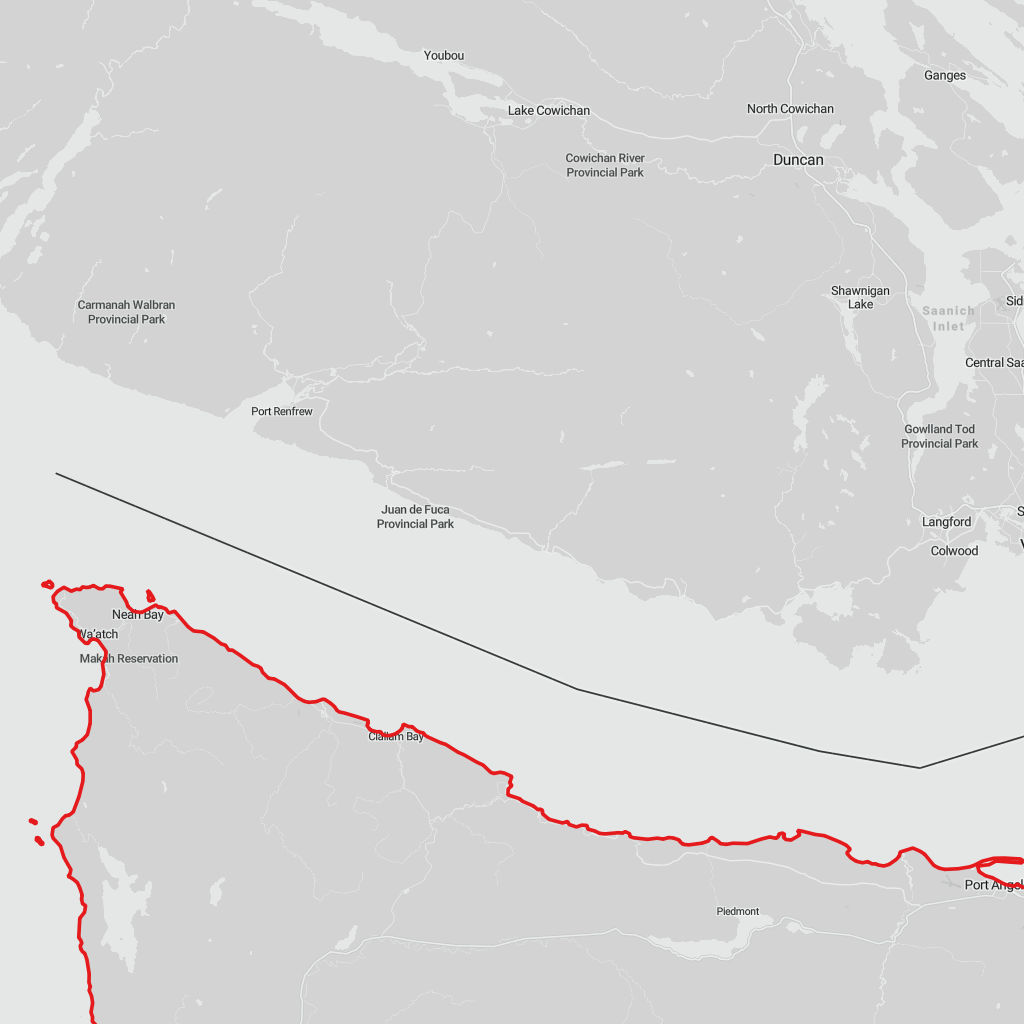 Youbou
Ganges
Lake Cowichan
North Cowichan
Cowichan River
Provincial Park
Duncan
Shawnigan
Lake
Carmanah Walbran
Provincial Park
Saanich
Inlet
Sid
Central Saa
Port Renfrew
Gowlland Tod
Provincial Park
Juan de Fuca
Provincial Park
Langford
S
V
Colwood
Neah Bay
Wa'atch
Makah Reservation
Clallam Bay
Port Angel
Piedmont